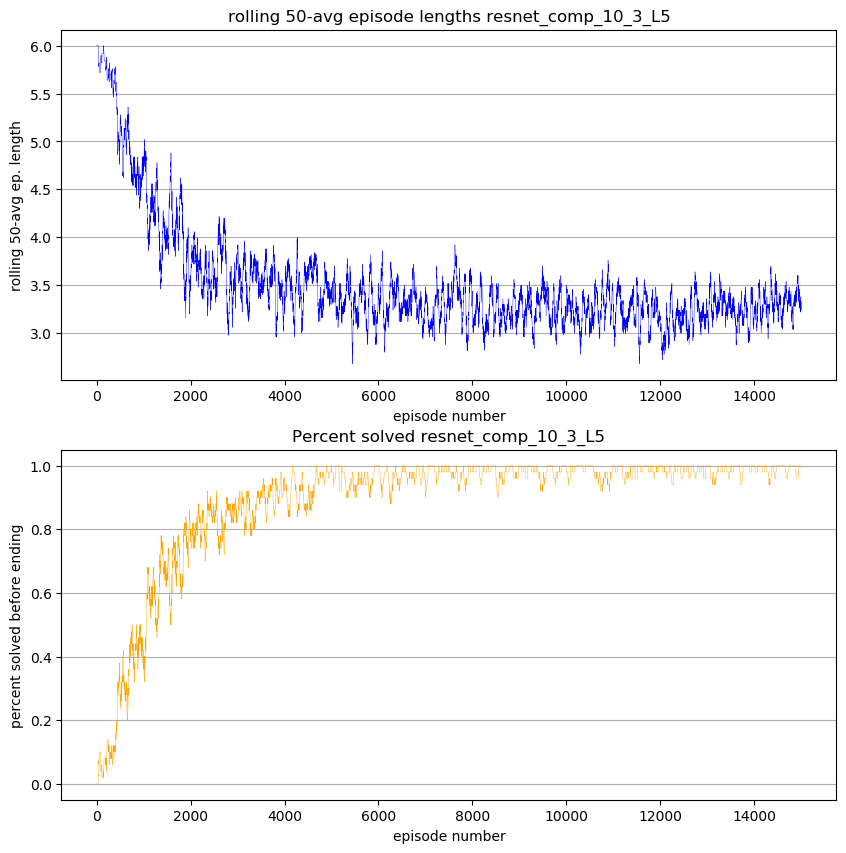 rolling 50-avg episode lengths resnet_comp_10_3_L5
6.0
5.5
5.0
4.5
4.0
3.5
3.0
rolling 50-avg ep. length
0 2000 4000 6000 8000 10000 12000 14000
episode number
Percent solved resnet_comp_10_3_L5
1.0
0.8
0.6
0.4
0.2
0.0
percent solved before ending
0 2000 4000 6000 8000 10000 12000 14000
episode number